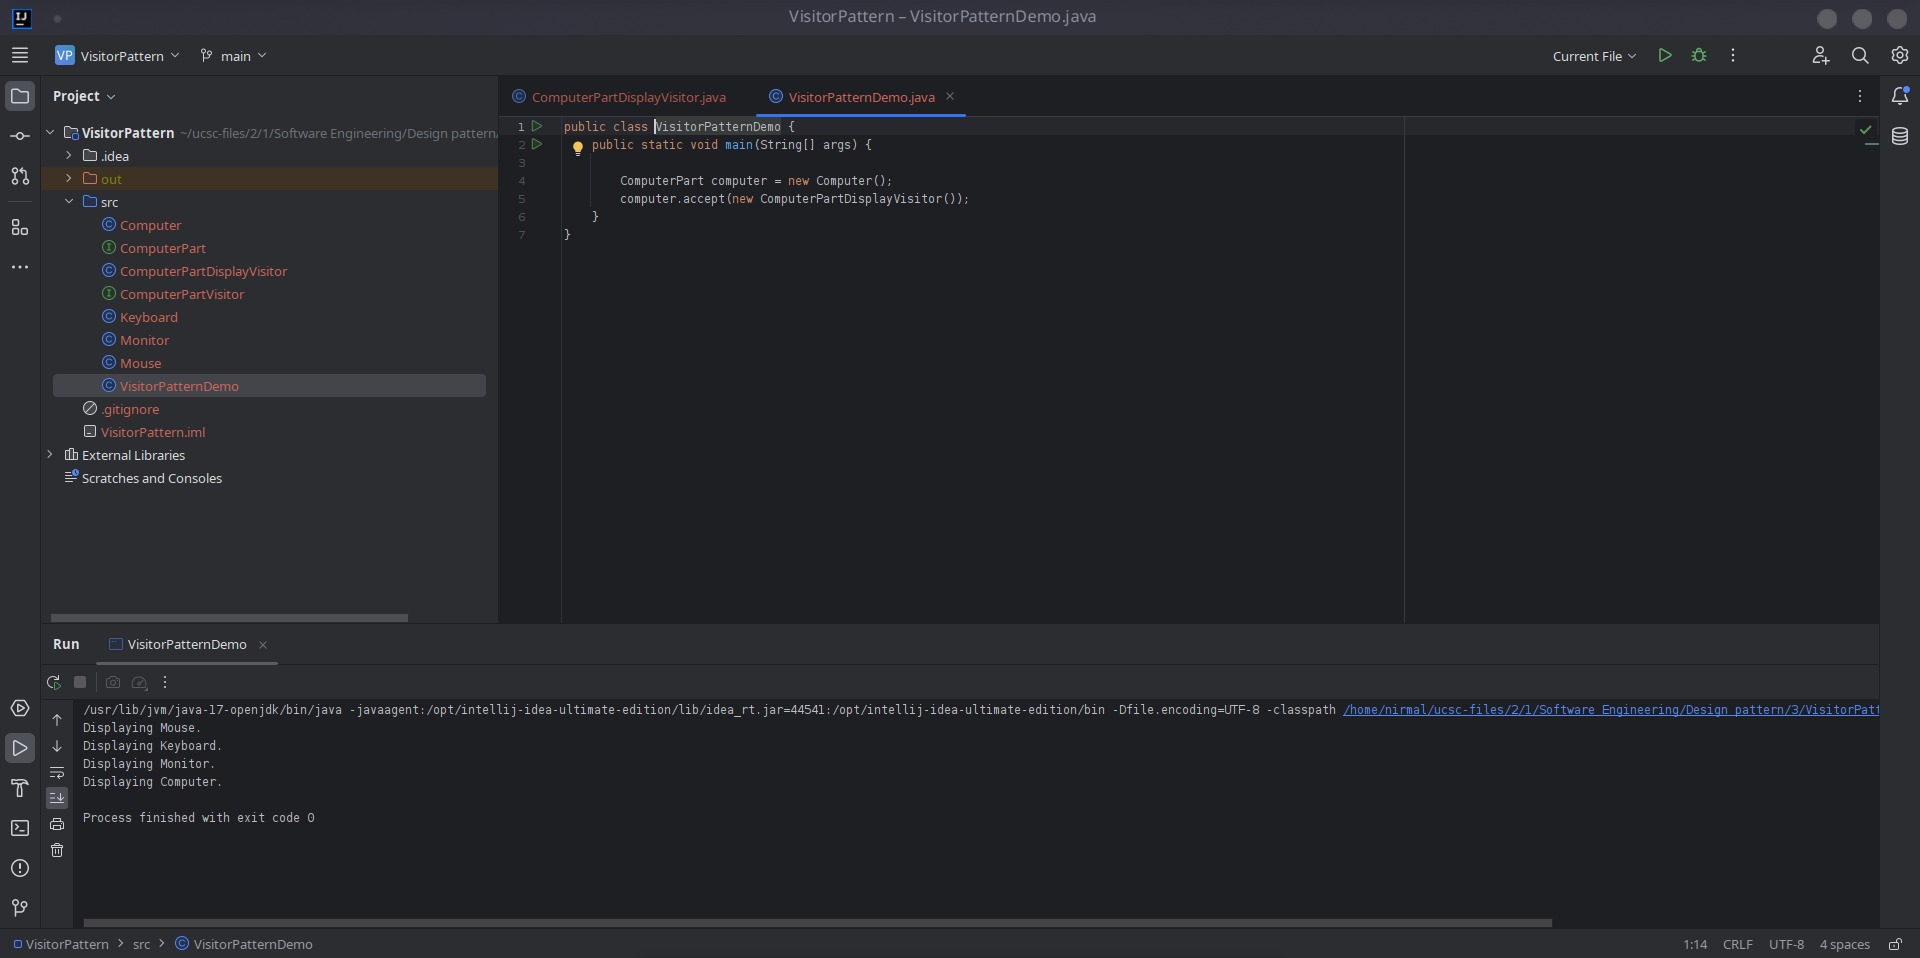 VisitorPattern – VisitorPatternDemo.java
VP VisitorPattern main Current File
Project
VisitorPattern ~/ucsc-files/2/1/Software Engineering/Design pattern/
.idea
out
src
Computer
ComputerPart
ComputerPartDisplayVisitor
ComputerPartVisitor
Keyboard
Monitor
Mouse
VisitorPatternDemo
.gitignore
VisitorPattern.iml
External Libraries
Scratches and Consoles
ComputerPartDisplayVisitor.java VisitorPatternDemo.java
1 public class VisitorPatternDemo {
2 public static void main(String[] args) {
3
4 ComputerPart computer = new Computer();
5 computer.accept(new ComputerPartDisplayVisitor());
6 }
7 }
Run VisitorPatternDemo
/usr/lib/jvm/java-17-openjdk/bin/java -javaagent:/opt/intellij-idea-ultimate-edition/lib/idea_rt.jar=44541:/opt/intellij-idea-ultimate-edition/bin -Dfile.encoding=UTF-8 -classpath /home/nirmal/ucsc-files/2/1/Software Engineering/Design pattern/3/VisitorPatt
Displaying Mouse.
Displaying Keyboard.
Displaying Monitor.
Displaying Computer.
Process finished with exit code 0
VisitorPattern > src > VisitorPatternDemo 1:14 CRLF UTF-8 4 spaces